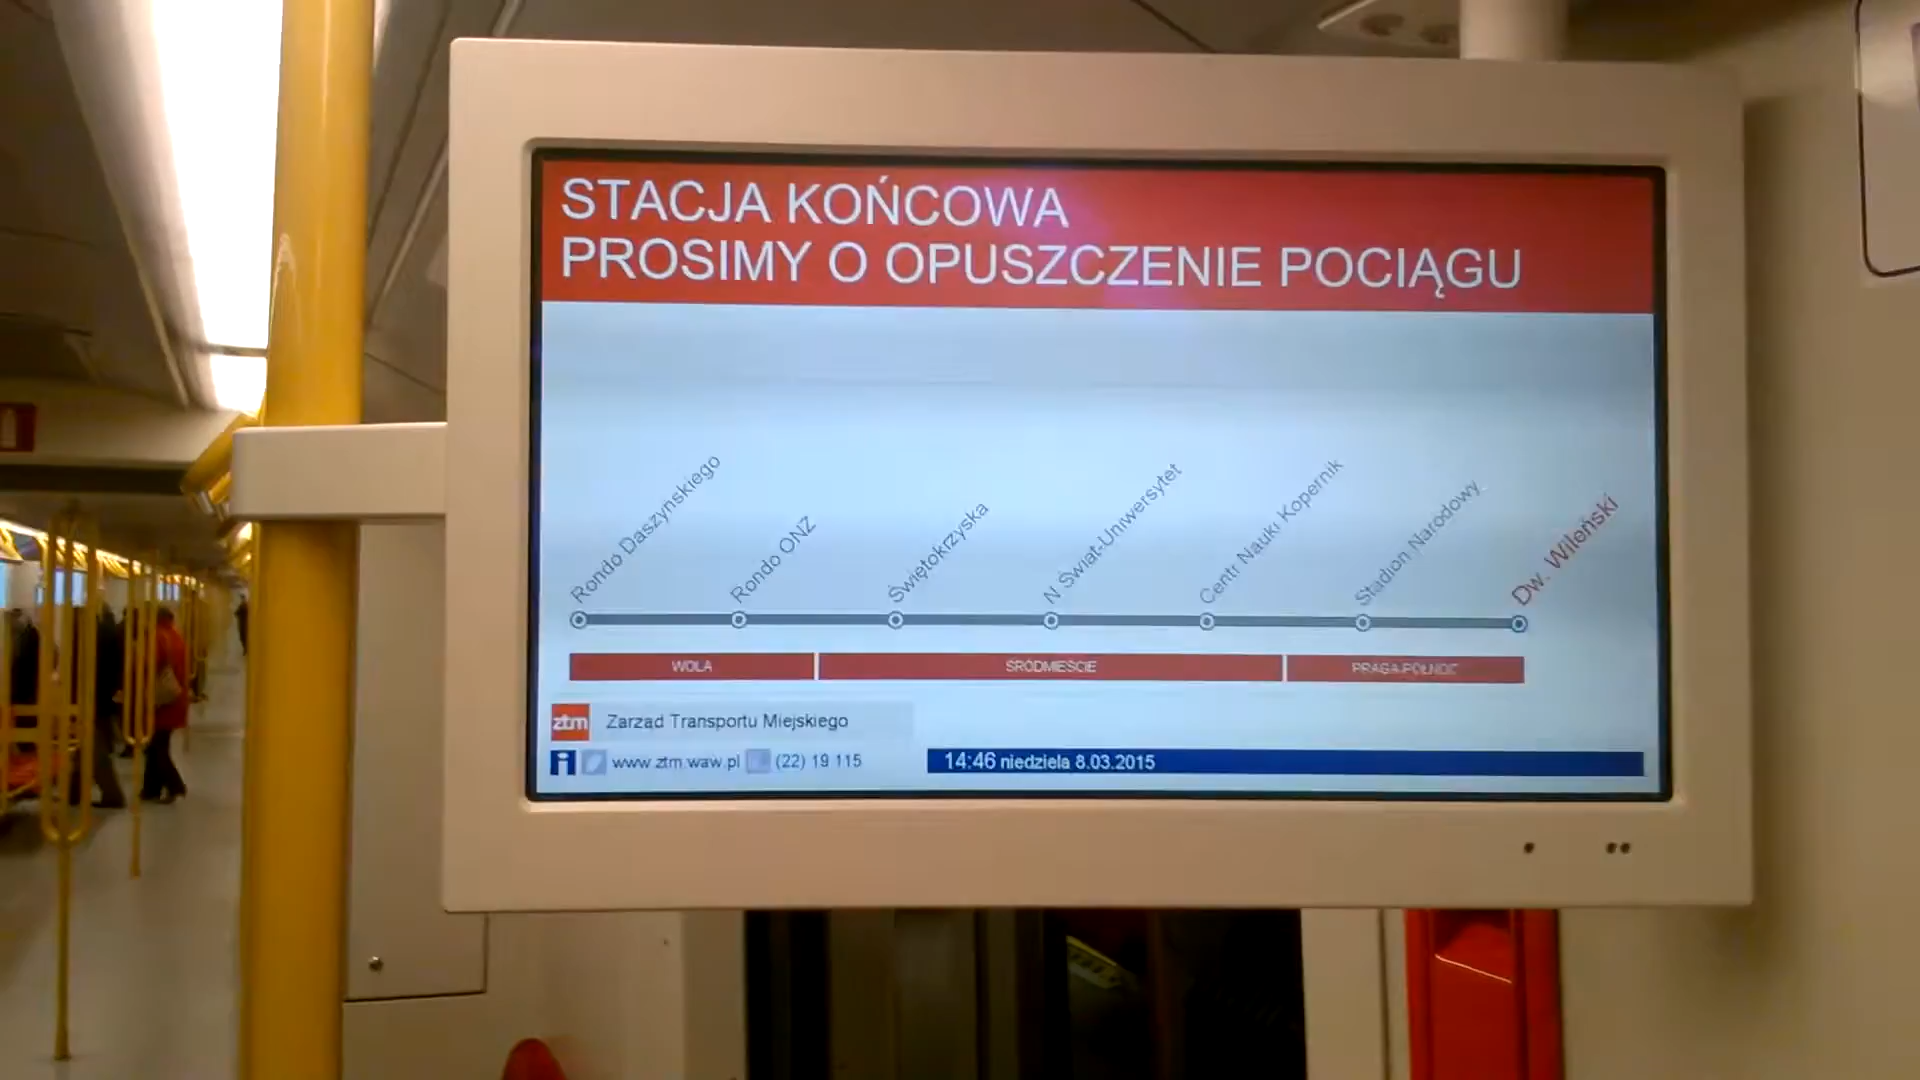 STACJA KOŃCOWA
PROSIMY O OPUSZCZENIE POCIĄGU
Rondo Daszyńskiego
Rondo ONZ
Świętokrzyska
N Świat-Uniwersytet
Centr Nauki Kopernik
Stadion Narodowy
Dw. Wileński
WOLA
ŚRÓDMIEŚCIE
PRAGA-PÓŁNOC
ztm Zarząd Transportu Miejskiego
i www.ztm.waw.pl (22) 19 115
14:46 niedziela 8.03.2015